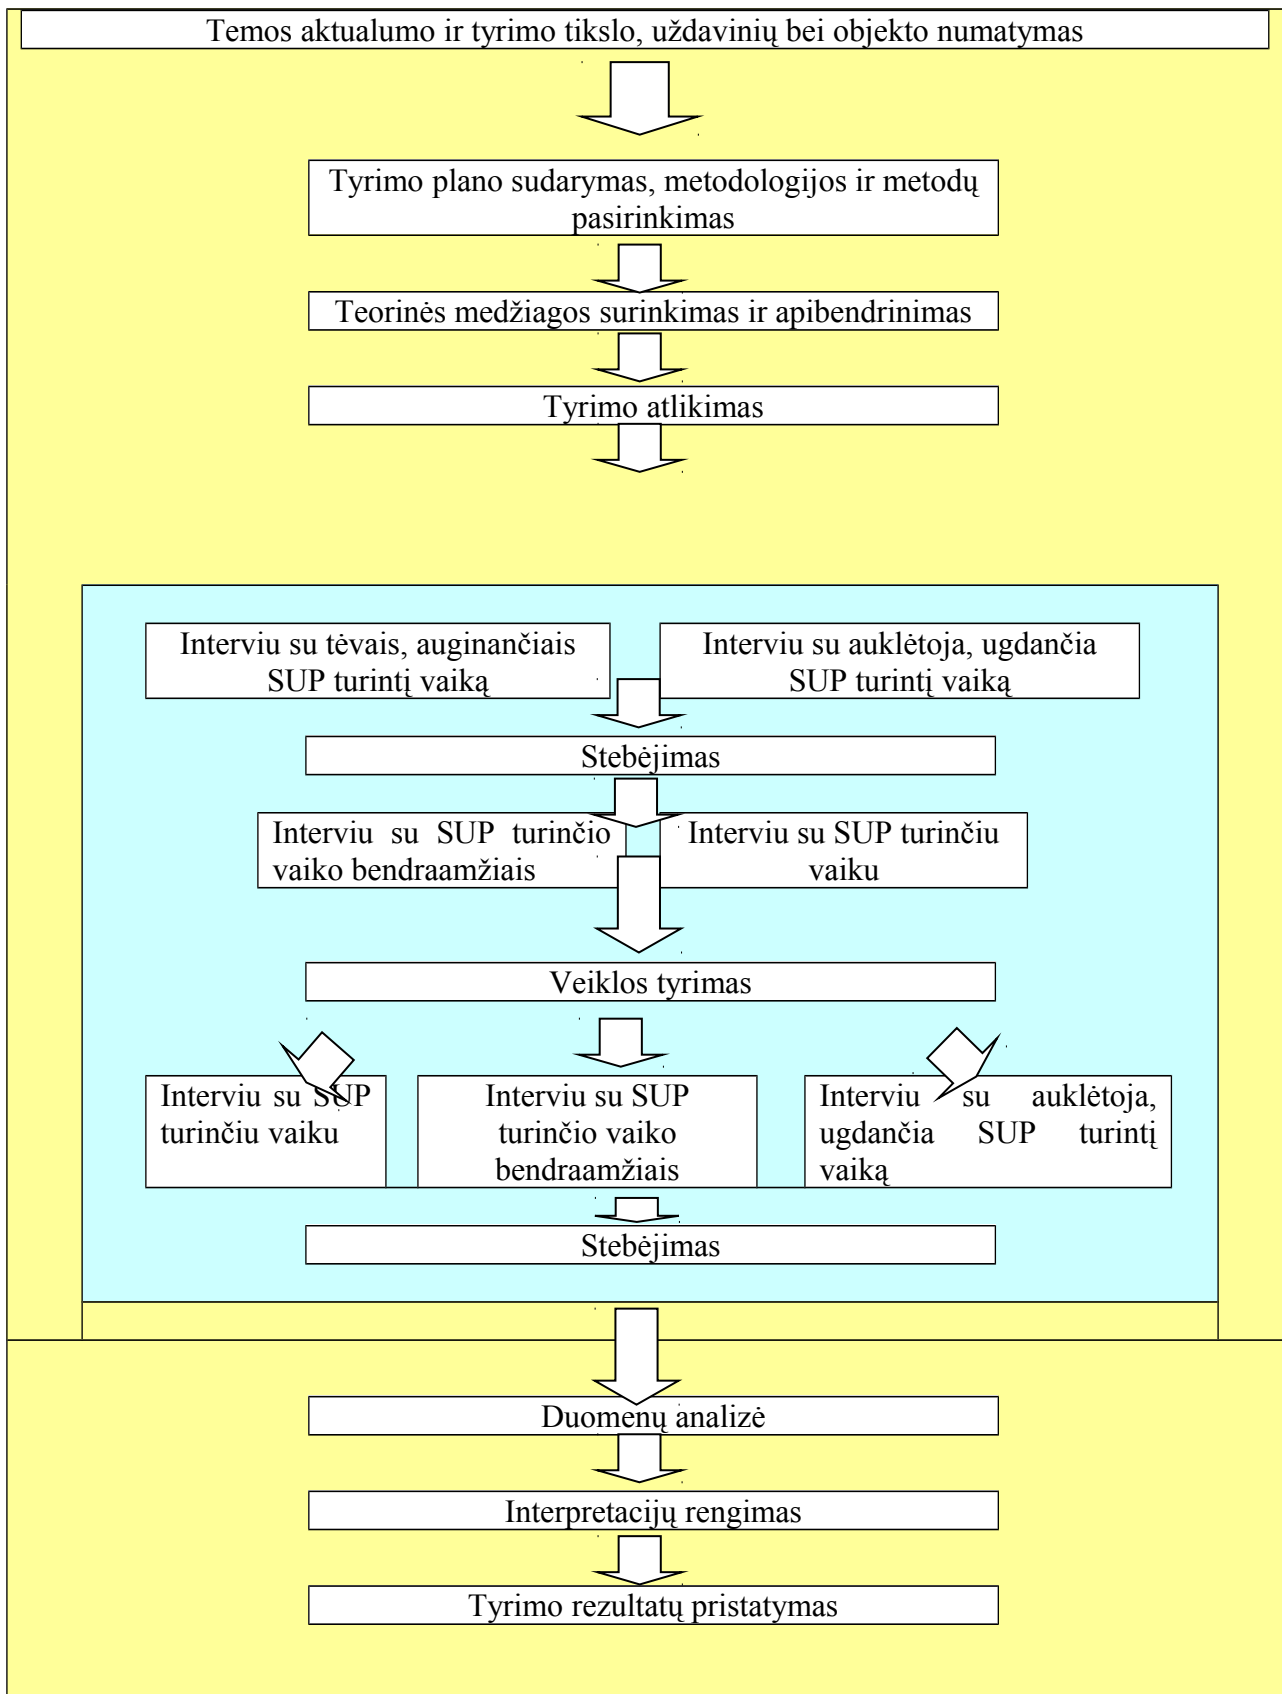 Temos aktualumo ir tyrimo tikslo, uždavinių bei objekto numatymas
Tyrimo plano sudarymas, metodologijos ir metodų
pasirinkimas
Teorinės medžiagos surinkimas ir apibendrinimas
Tyrimo atlikimas
Interviu su tėvais, auginančiais
SUP turintį vaiką
Interviu su auklėtoja, ugdančia
SUP turintį vaiką
Stebėjimas
Interviu su SUP turinčio
vaiko bendraamžiais
Interviu su SUP turinčiu
vaiku
Veiklos tyrimas
Interviu su SUP
turinčiu vaiku
Interviu su SUP
turinčio vaiko
bendraamžiais
Interviu su auklėtoja,
ugdančia SUP turintį
vaiką
Stebėjimas
Duomenų analizė
Interpretacijų rengimas
Tyrimo rezultatų pristatymas